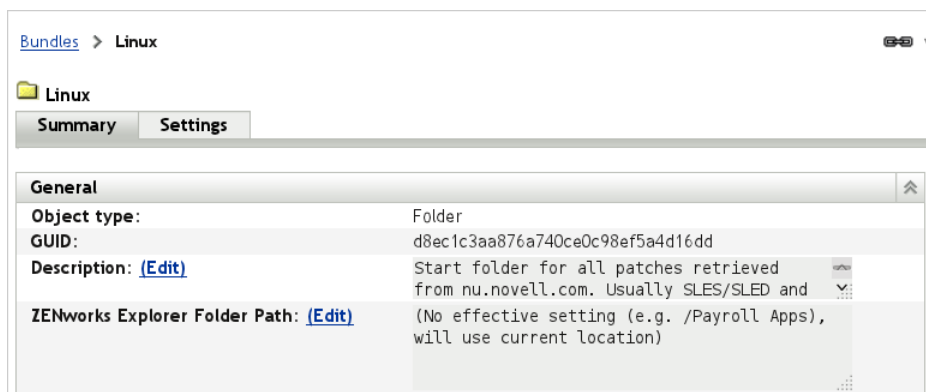 Bundles > Linux
Linux
Summary Settings
General
Object type: Folder
GUID: d8ec1c3aa876a740ce0c98ef5a4d16dd
Description: (Edit) Start folder for all patches retrieved
from nu.novell.com. Usually SLES/SLED and
ZENworks Explorer Folder Path: (Edit) (No effective setting (e.g. /Payroll Apps),
will use current location)